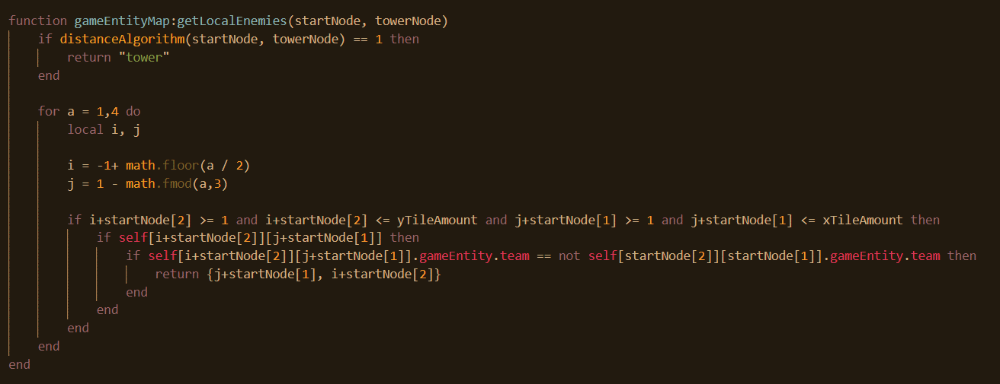 function gameEntityMap:getLocalEnemies(startNode, towerNode)
    if distanceAlgorithm(startNode, towerNode) == 1 then
        return "tower"
    end

    for a = 1,4 do
        local i, j

        i = -1+ math.floor(a / 2)
        j = 1 - math.fmod(a,3)

        if i+startNode[2] >= 1 and i+startNode[2] <= yTileAmount and j+startNode[1] >= 1 and j+startNode[1] <= xTileAmount then
            if self[i+startNode[2]][j+startNode[1]] then
                if self[i+startNode[2]][j+startNode[1]].gameEntity.team == not self[startNode[2]][startNode[1]].gameEntity.team then
                    return {j+startNode[1], i+startNode[2]}
                end
            end
        end
    end
end